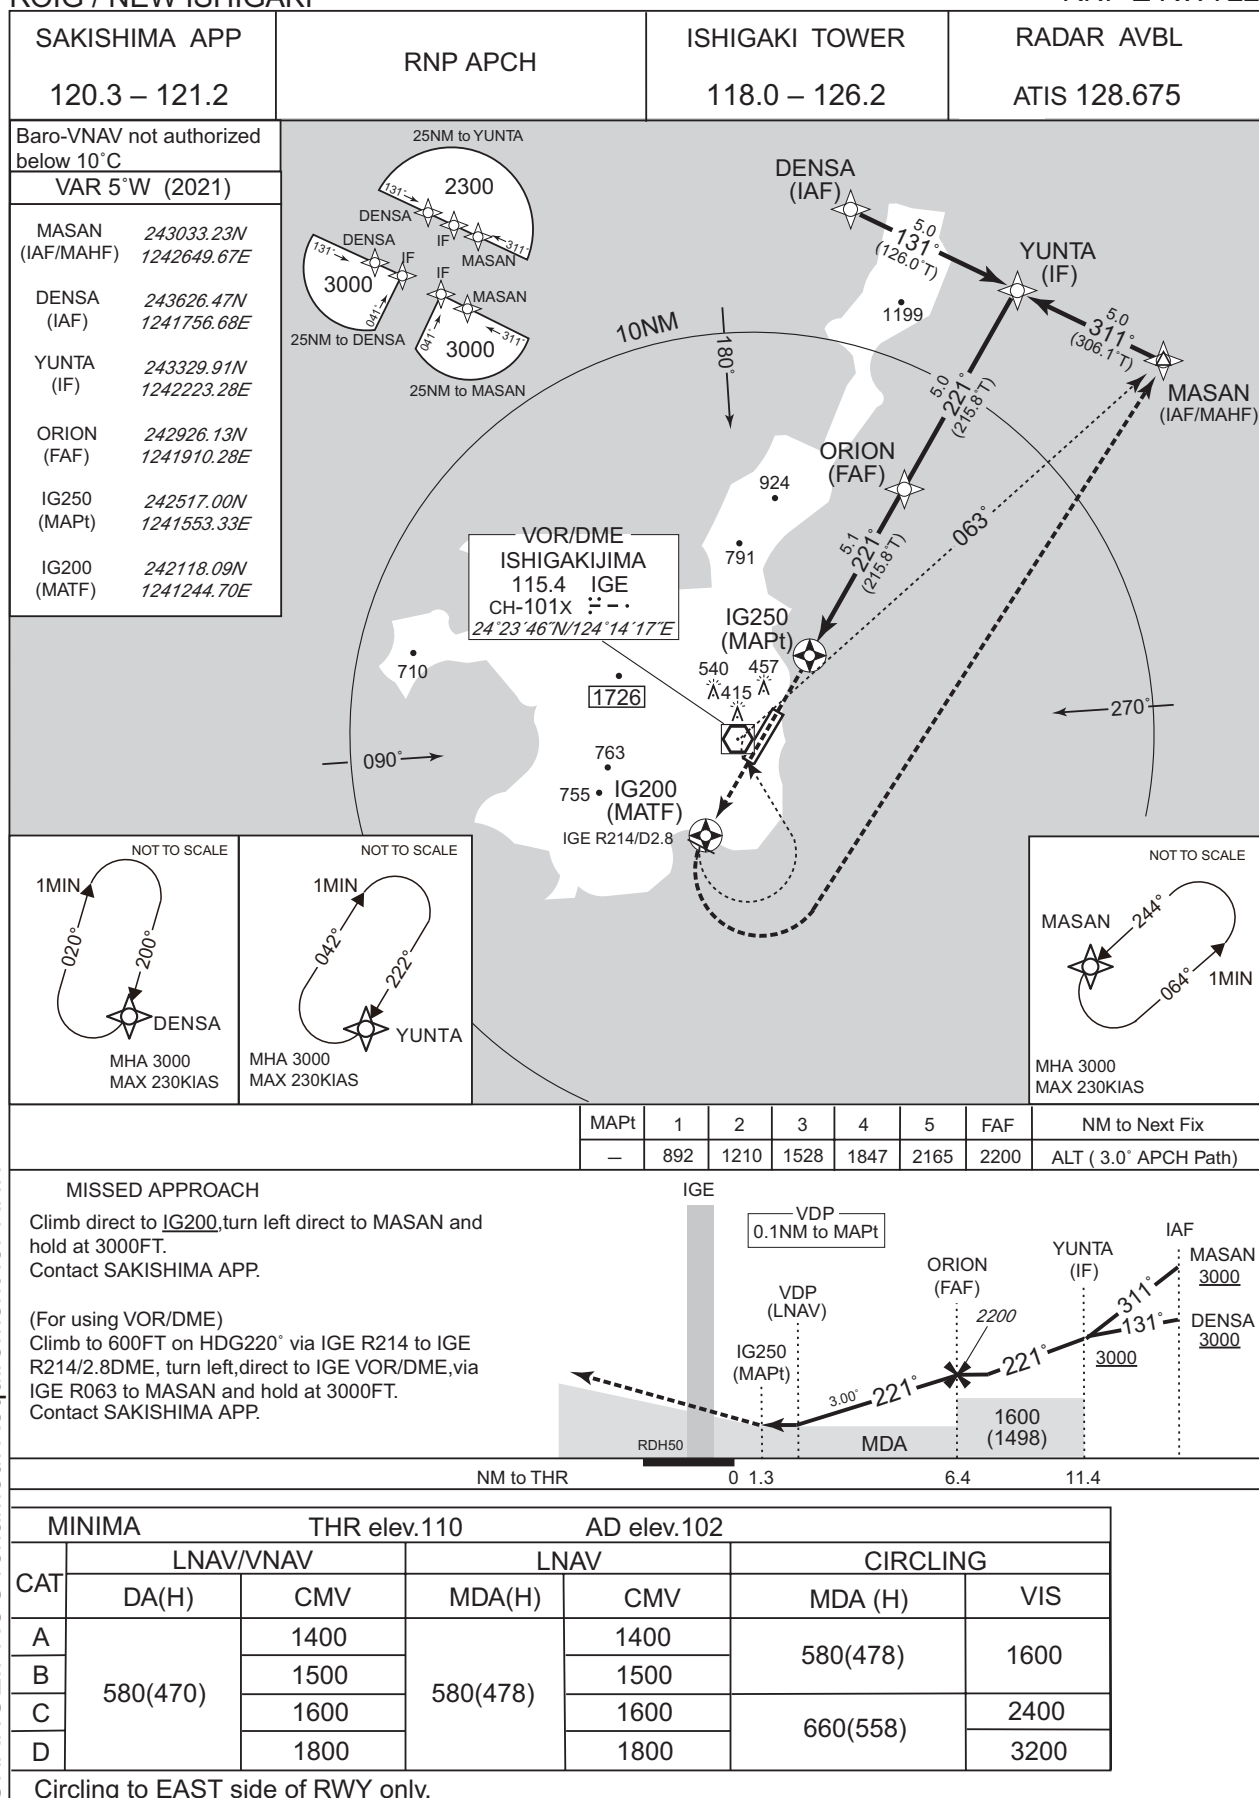 ROIG / NEW ISHIGAKI
SAKISHIMA APP
120.3 – 121.2
RNP APCH
ISHIGAKI TOWER
118.0 – 126.2
RADAR AVBL
ATIS 128.675
Baro-VNAV not authorized
below 10˚C
VAR 5˚W (2021)
MASAN
(IAF/MAHF)
243033.23N
1242649.67E
DENSA
(IAF)
243626.47N
1241756.68E
YUNTA
(IF)
243329.91N
1242223.28E
ORION
(FAF)
242926.13N
1241910.28E
IG250
(MAPt)
242517.00N
1241553.33E
IG200
(MATF)
242118.09N
1241244.70E
25NM to YUNTA
131˚
2300
DENSA
IF
MASAN
311˚
131˚
DENSA
IF
3000
041˚
25NM to DENSA
IF
MASAN
041˚
311˚
3000
25NM to MASAN
DENSA
(IAF)
5.0
131˚
(126.0˚T)
YUNTA
(IF)
5.0
311˚
(306.1˚T)
MASAN
(IAF/MAHF)
1199
10NM
180˚
5.0
221˚
(215.8˚T)
ORION
(FAF)
924
063˚
791
5.1
221˚
(215.8˚T)
VOR/DME
ISHIGAKIJIMA
115.4 IGE
CH-101X
24˚23´46˝N/124˚14´17˝E
IG250
(MAPt)
710
540
457
415
1726
270˚
090˚
763
755
IG200
(MATF)
IGE R214/D2.8
NOT TO SCALE
1MIN
020˚
200˚
DENSA
MHA 3000
MAX 230KIAS
NOT TO SCALE
1MIN
042˚
222˚
YUNTA
MHA 3000
MAX 230KIAS
NOT TO SCALE
MASAN
244˚
064˚
1MIN
MHA 3000
MAX 230KIAS
MAPt 1 2 3 4 5 FAF NM to Next Fix
– 892 1210 1528 1847 2165 2200 ALT ( 3.0˚ APCH Path)
MISSED APPROACH
Climb direct to IG200,turn left direct to MASAN and
hold at 3000FT.
Contact SAKISHIMA APP.
(For using VOR/DME)
Climb to 600FT on HDG220˚ via IGE R214 to IGE
R214/2.8DME, turn left,direct to IGE VOR/DME,via
IGE R063 to MASAN and hold at 3000FT.
Contact SAKISHIMA APP.
IGE
VDP
0.1NM to MAPt
VDP
(LNAV)
IG250
(MAPt)
ORION
(FAF)
2200
YUNTA
(IF)
IAF
MASAN
3000
DENSA
3000
311˚
131˚
3000
221˚
3.00˚
221˚
1600
(1498)
MDA
RDH50
NM to THR 0 1.3 6.4 11.4
MINIMA THR elev.110 AD elev.102
CAT LNAV/VNAV LNAV CIRCLING
DA(H) CMV MDA(H) CMV MDA (H) VIS
A 580(470) 1400 580(478) 1400 580(478) 1600
B 1500 1500
C 1600 1600 660(558) 2400
D 1800 1800 3200
Circling to EAST side of RWY only.